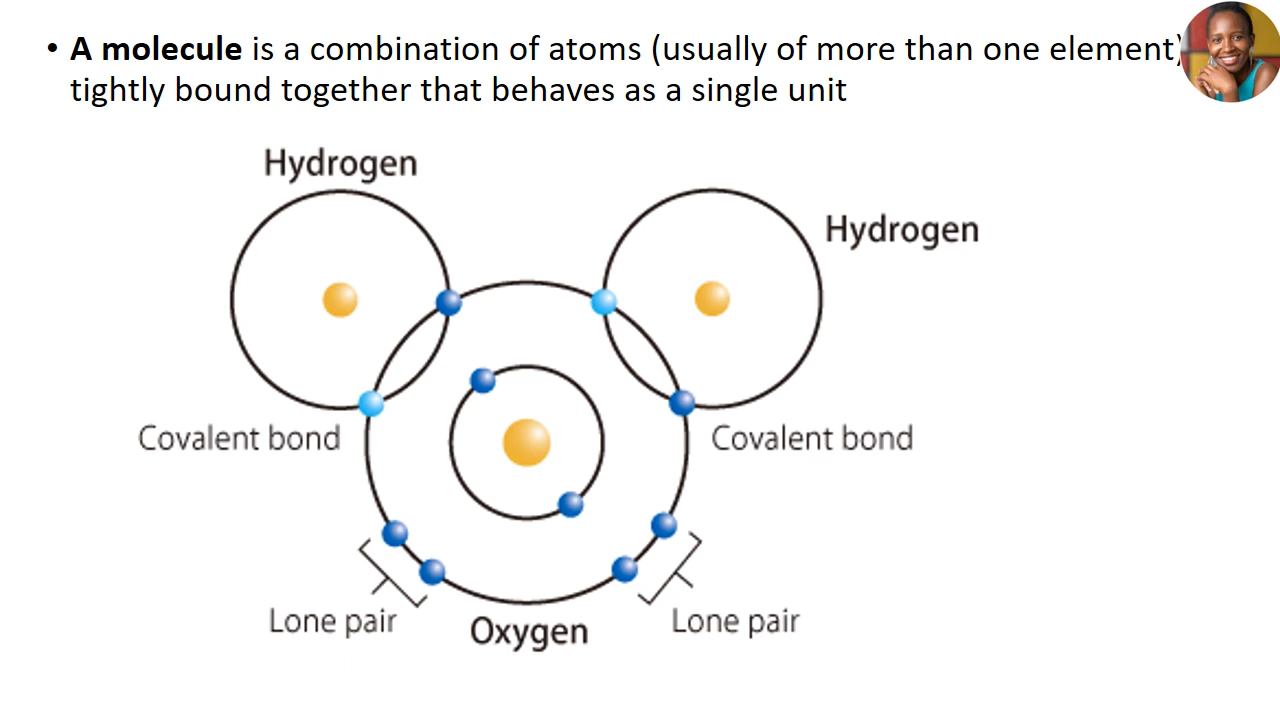 • A molecule is a combination of atoms (usually of more than one element)
tightly bound together that behaves as a single unit
Hydrogen
Hydrogen
Covalent bond
Covalent bond
Lone pair
Oxygen
Lone pair